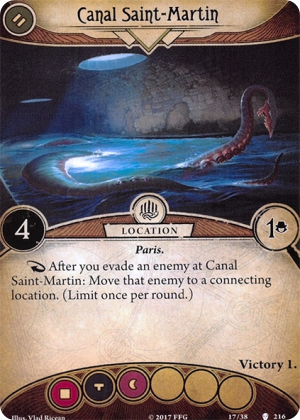 Canal Saint-Martin
4
LOCATION
1
Paris.
After you evade an enemy at Canal
Saint-Martin: Move that enemy to a connecting
location. (Limit once per round.)
Victory 1.
Illus. Vlad Ricean
© 2017 FFG
17/38
216